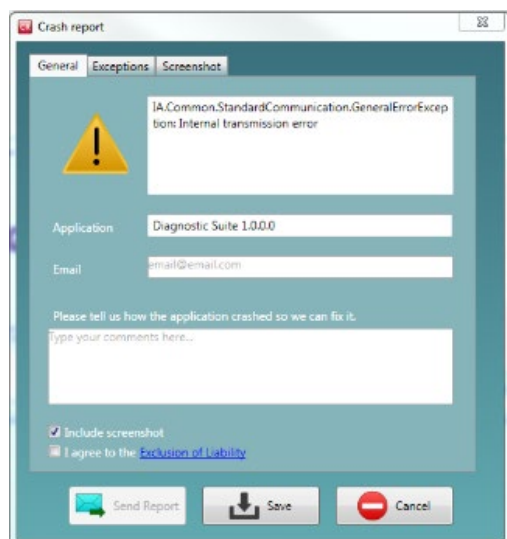 Crash report
General Exceptions Screenshot
IA.Common.StandardCommunication.GeneralErrorExcep
tion: Internal transmission error
Application Diagnostic Suite 1.0.0.0
Email email@email.com
Please tell us how the application crashed so we can fix it.
Type your comments here...
Include screenshot
I agree to the Exclusion of Liability
Send Report Save Cancel